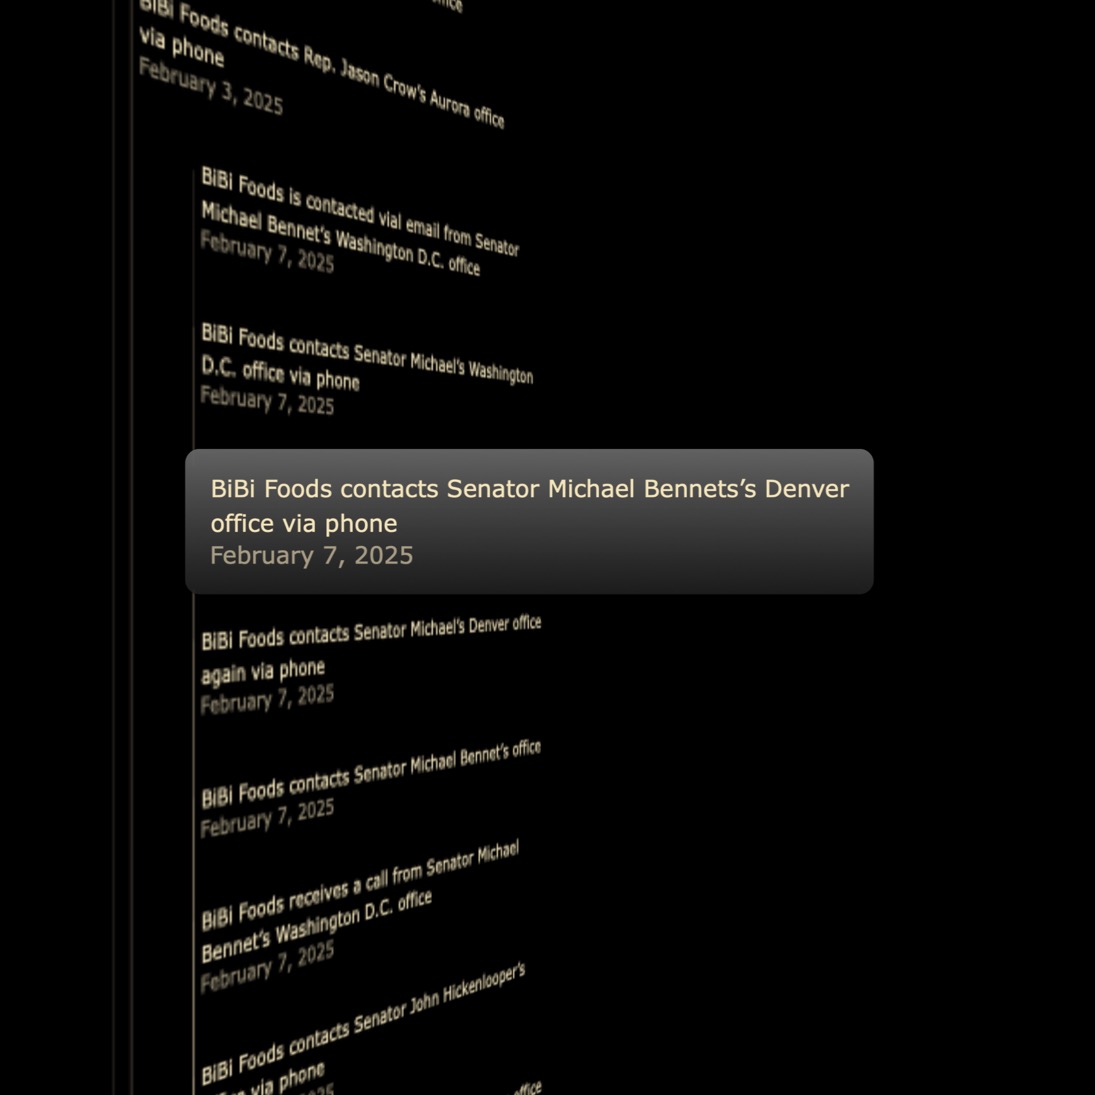 office
BiBi Foods contacts Rep. Jason Crow’s Aurora office
via phone
February 3, 2025
BiBi Foods is contacted vial email from Senator
Michael Bennet’s Washington D.C. office
February 7, 2025
BiBi Foods contacts Senator Michael’s Washington
D.C. office via phone
February 7, 2025
BiBi Foods contacts Senator Michael Bennets’s Denver
office via phone
February 7, 2025
BiBi Foods contacts Senator Michael’s Denver office
again via phone
February 7, 2025
BiBi Foods contacts Senator Michael Bennet’s office
February 7, 2025
BiBi Foods receives a call from Senator Michael
Bennet’s Washington D.C. office
February 7, 2025
BiBi Foods contacts Senator John Hickenlooper’s
via phone
2025
office